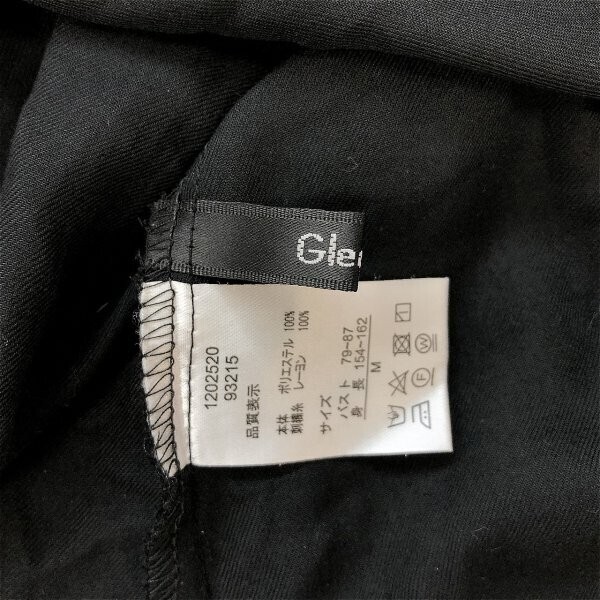 Glee
1202520
93215
品質表示
本体 ポリエステル 100%
刺繍糸 レーヨン 100%
サイズ
バスト 79~87
身長 154~162
M
F
W